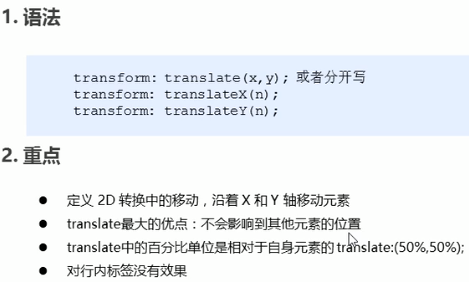 1. 语法
transform: translate(x,y); 或者分开写
transform: translateX(n);
transform: translateY(n);
2. 重点
● 定义 2D 转换中的移动，沿着 X 和 Y 轴移动元素
● translate最大的优点：不会影响到其他元素的位置
● translate中的百分比单位是相对于自身元素的 translate:(50%,50%);
● 对行内标签没有效果